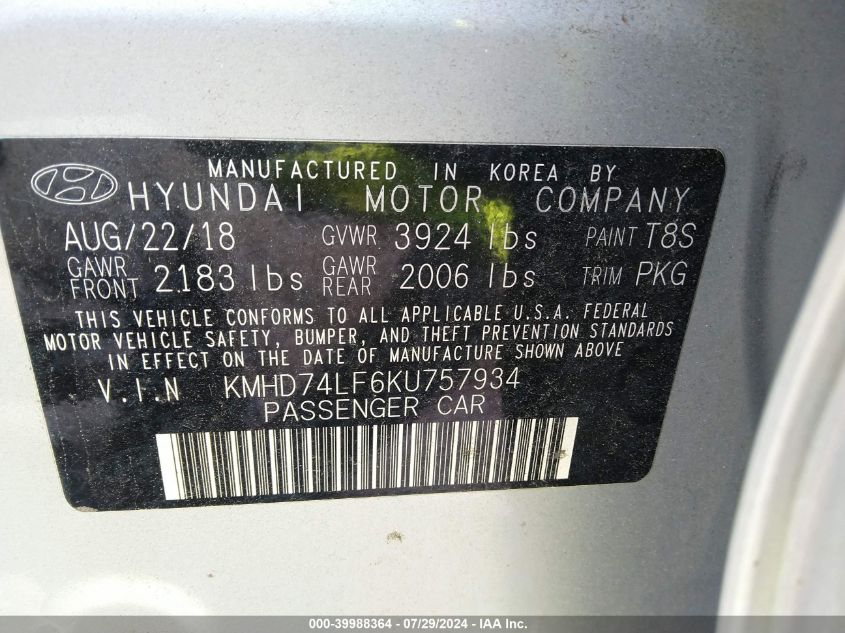 MANUFACTURED IN KOREA BY
HYUNDAI MOTOR COMPANY
AUG/22/18 GVWR 3924 lbs PAINT T8S
GAWR FRONT 2183 lbs GAWR REAR 2006 lbs TRIM PKG
THIS VEHICLE CONFORMS TO ALL APPLICABLE U.S.A. FEDERAL
MOTOR VEHICLE SAFETY, BUMPER, AND THEFT PREVENTION STANDARDS
IN EFFECT ON THE DATE OF MANUFACTURE SHOWN ABOVE
V.I.N KMHD74LF6KU757934
PASSENGER CAR
000-39988364 - 07/29/2024 - IAA Inc.